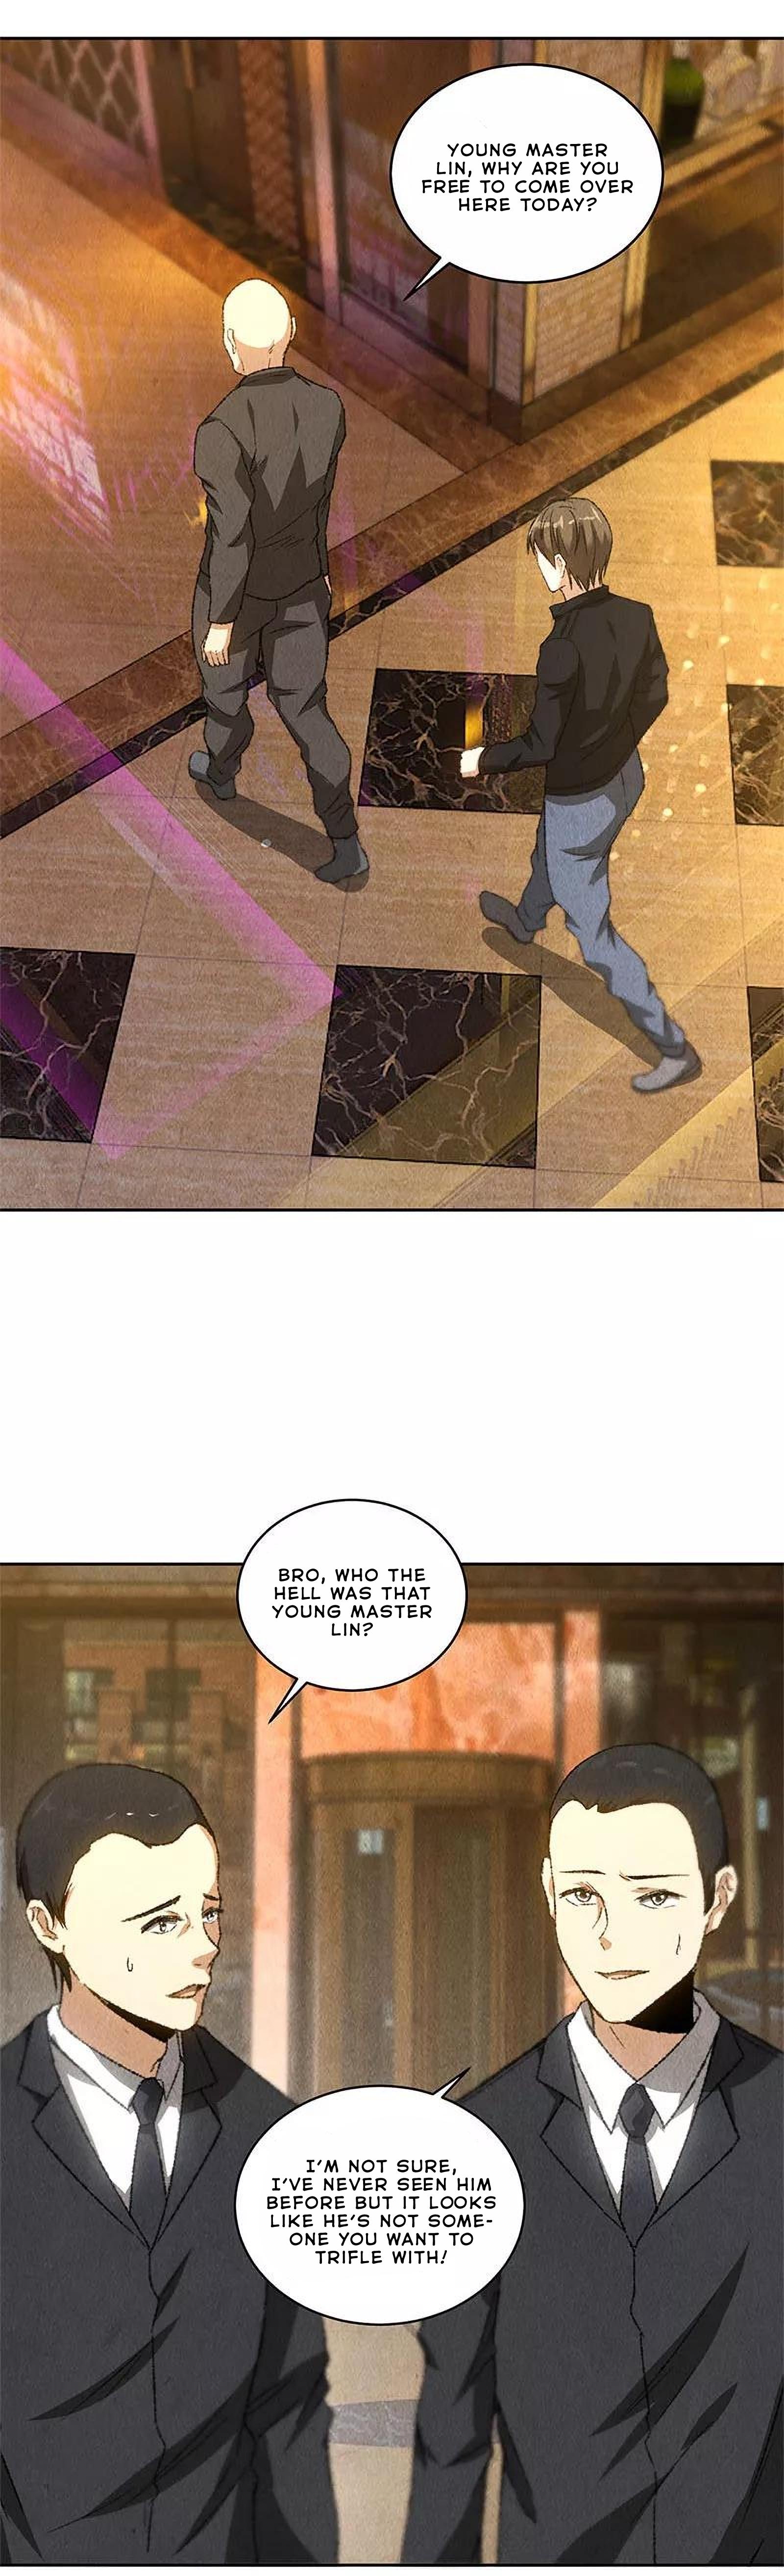 YOUNG MASTER
LIN, WHY ARE YOU
FREE TO COME OVER
HERE TODAY?
BRO, WHO THE
HELL WAS THAT
YOUNG MASTER
LIN?
I'M NOT SURE,
I'VE NEVER SEEN HIM
BEFORE BUT IT LOOKS
LIKE HE'S NOT SOME-
ONE YOU WANT TO
TRIFLE WITH!